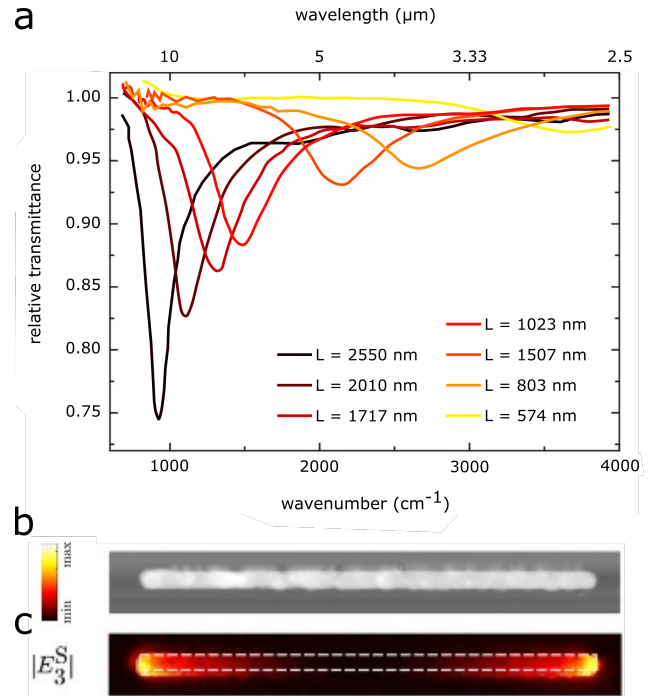 a
wavelength (µm)
10 5 3.33 2.5
relative transmittance
1.00
0.95
0.90
0.85
0.80
0.75
L = 2550 nm
L = 2010 nm
L = 1717 nm
L = 1023 nm
L = 1507 nm
L = 803 nm
L = 574 nm
1000 2000 3000 4000
wavenumber (cm⁻¹)
b
max
min
c
|E₃ˢ|